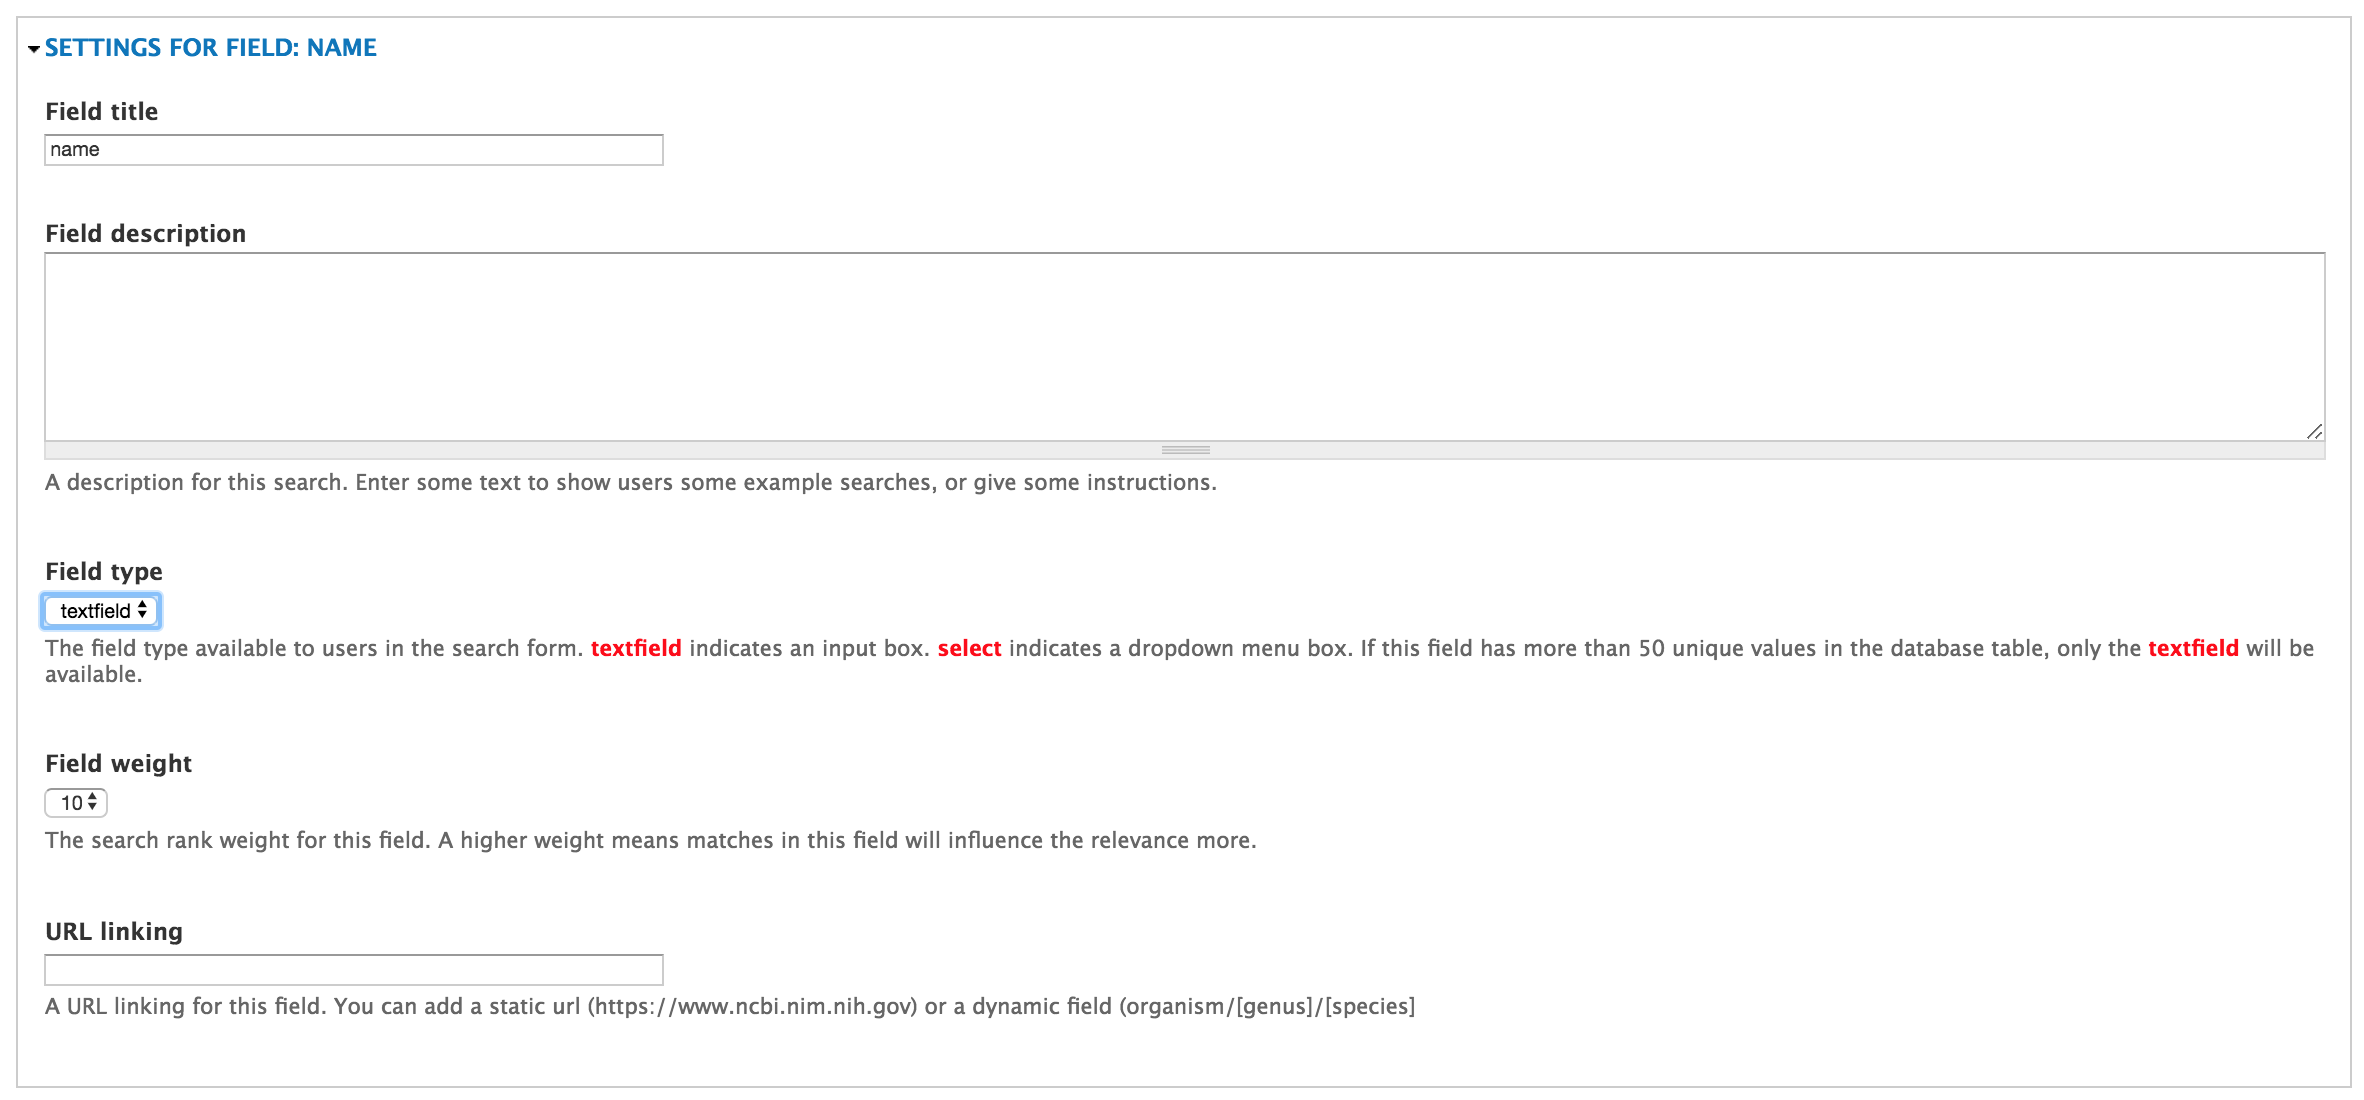 SETTINGS FOR FIELD: NAME
Field title
name
Field description
A description for this search. Enter some text to show users some example searches, or give some instructions.
Field type
textfield
The field type available to users in the search form. textfield indicates an input box. select indicates a dropdown menu box. If this field has more than 50 unique values in the database table, only the textfield will be
available.
Field weight
10
The search rank weight for this field. A higher weight means matches in this field will influence the relevance more.
URL linking
A URL linking for this field. You can add a static url (https://www.ncbi.nim.nih.gov) or a dynamic field (organism/[genus]/[species]